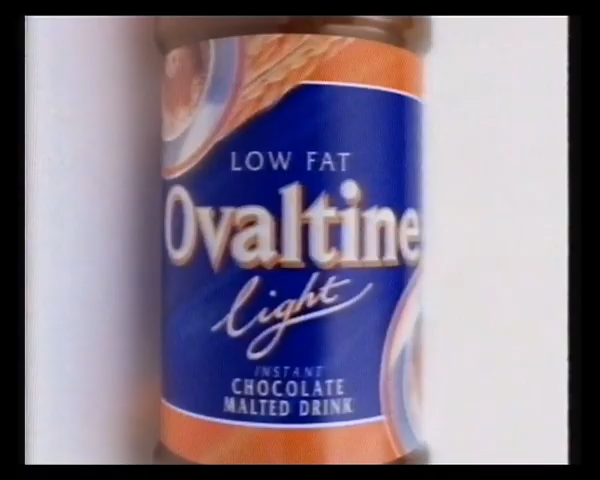 LOW FAT
Ovaltine
light
INSTANT
CHOCOLATE
MALTED DRINK